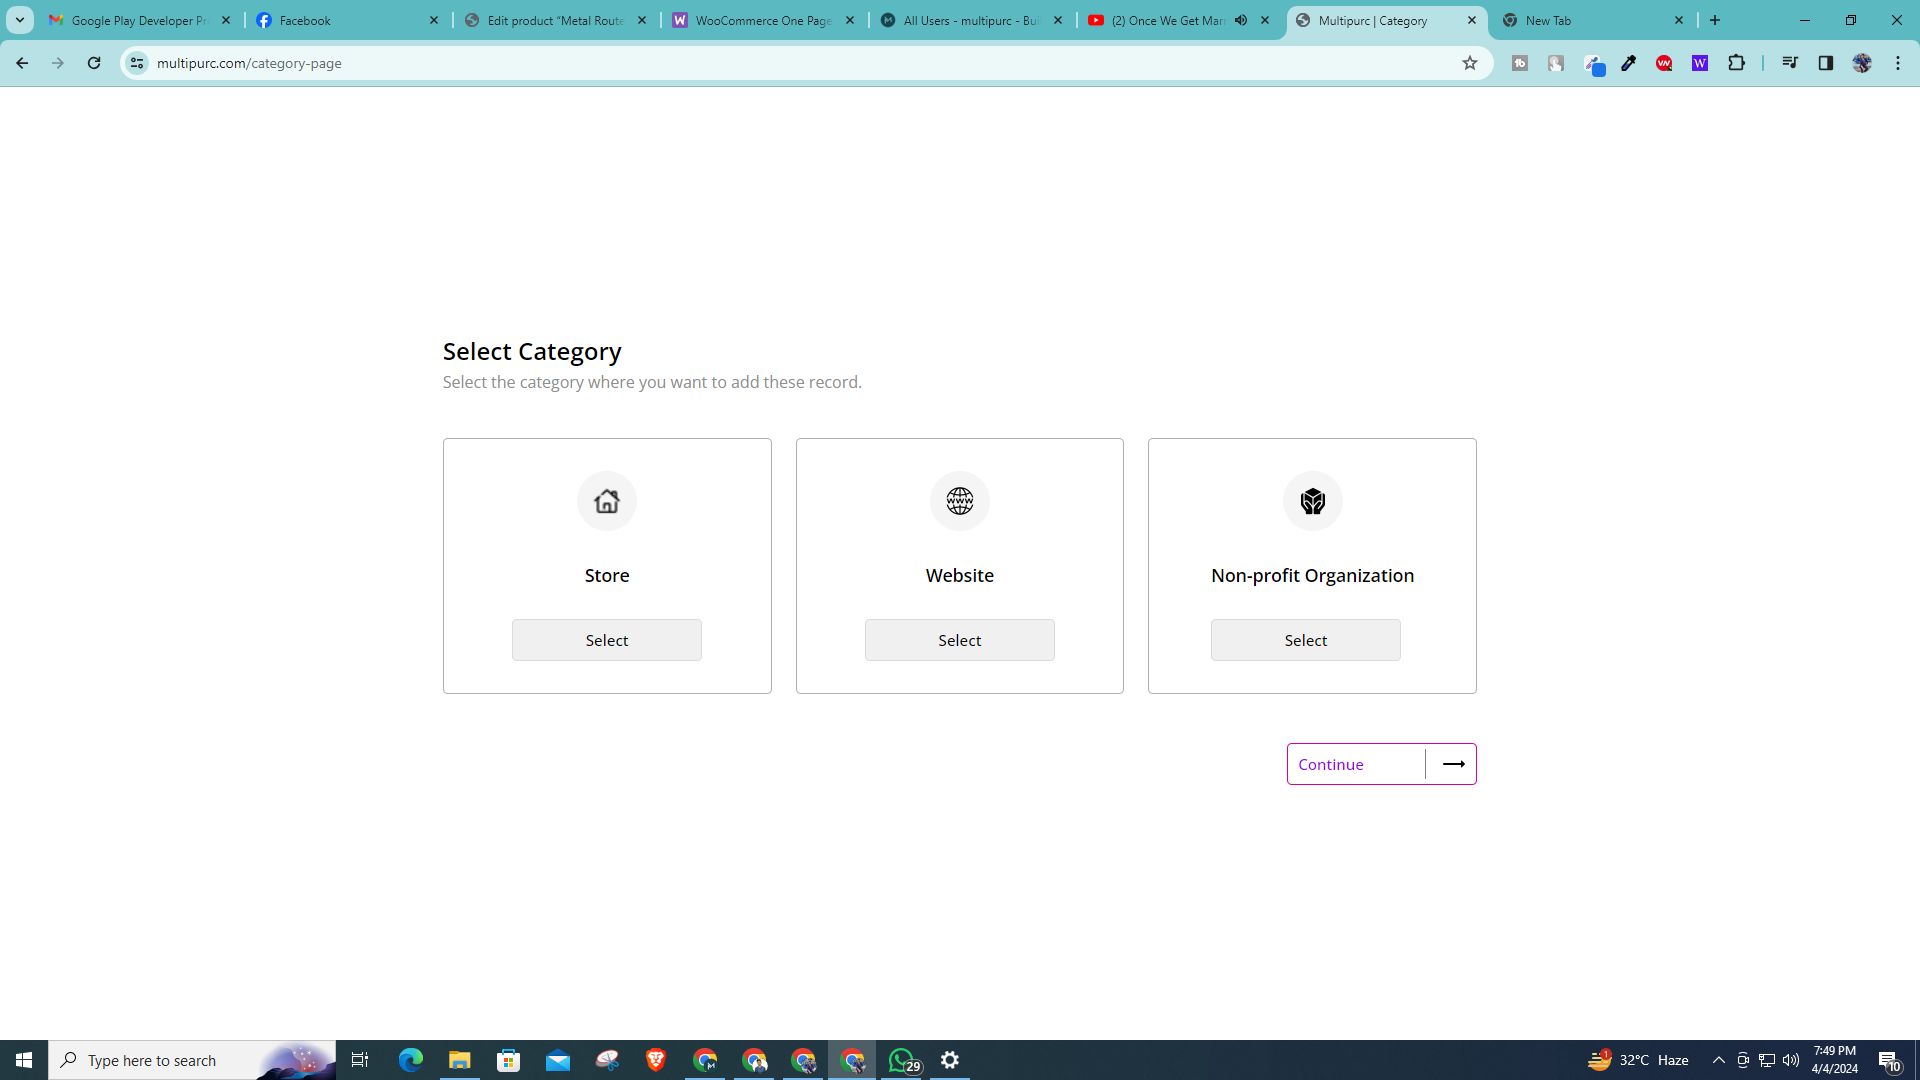 Google Play Developer Pr
Facebook
Edit product “Metal Route
WooCommerce One Page
All Users - multipurc - Bui
(2) Once We Get Marr
Multipurc | Category
New Tab
multipurc.com/category-page
Select Category
Select the category where you want to add these record.
Store
Website
Non-profit Organization
Select
Select
Select
Continue
Type here to search
29
1
32°C Haze
7:49 PM
4/4/2024
10